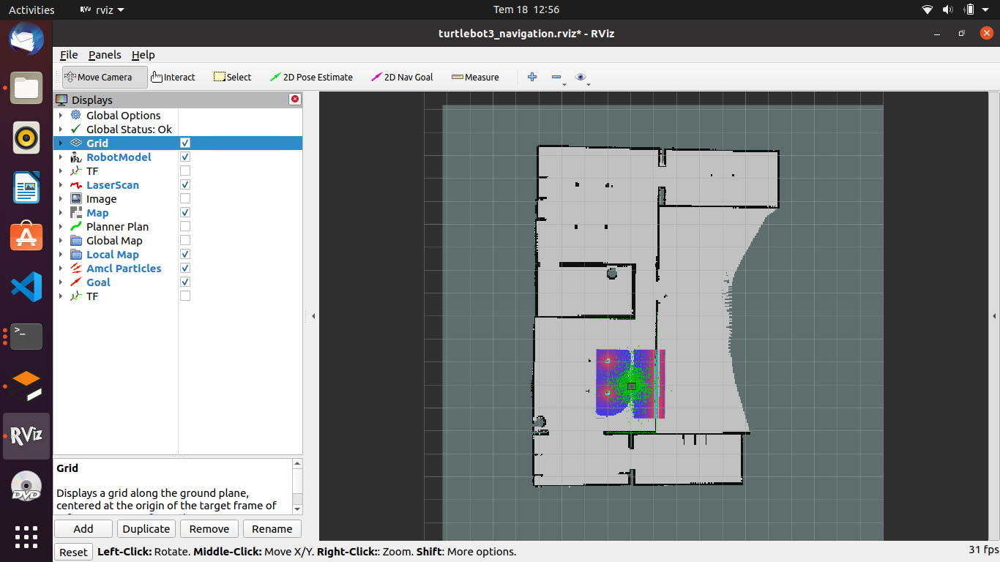 Activities
rviz
Tem 18 12:56
turtlebot3_navigation.rviz* - RViz
File Panels Help
Move Camera Interact Select 2D Pose Estimate 2D Nav Goal Measure
Displays
Global Options
Global Status: Ok
Grid
RobotModel
TF
LaserScan
Image
Map
Planner Plan
Global Map
Local Map
Amcl Particles
Goal
TF
Grid
Displays a grid along the ground plane,
centered at the origin of the target frame of
Add Duplicate Remove Rename
Reset Left-Click: Rotate. Middle-Click: Move X/Y. Right-Click:: Zoom. Shift: More options. 31 fps
RViz
DVD